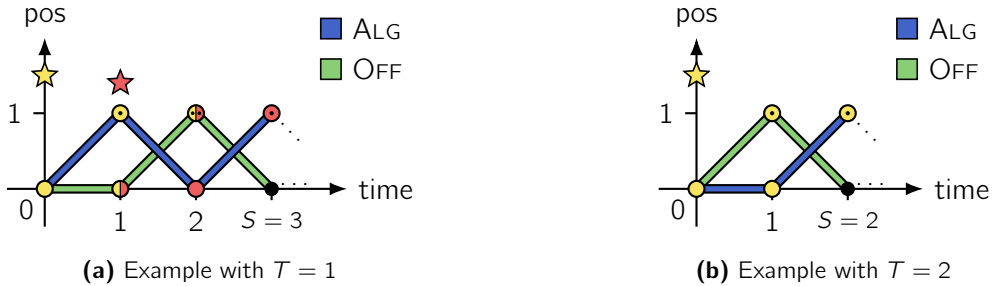 pos
ALG
OFF
1
time
0
1
2
S = 3
(a) Example with T = 1
pos
ALG
OFF
1
time
0
1
S = 2
(b) Example with T = 2